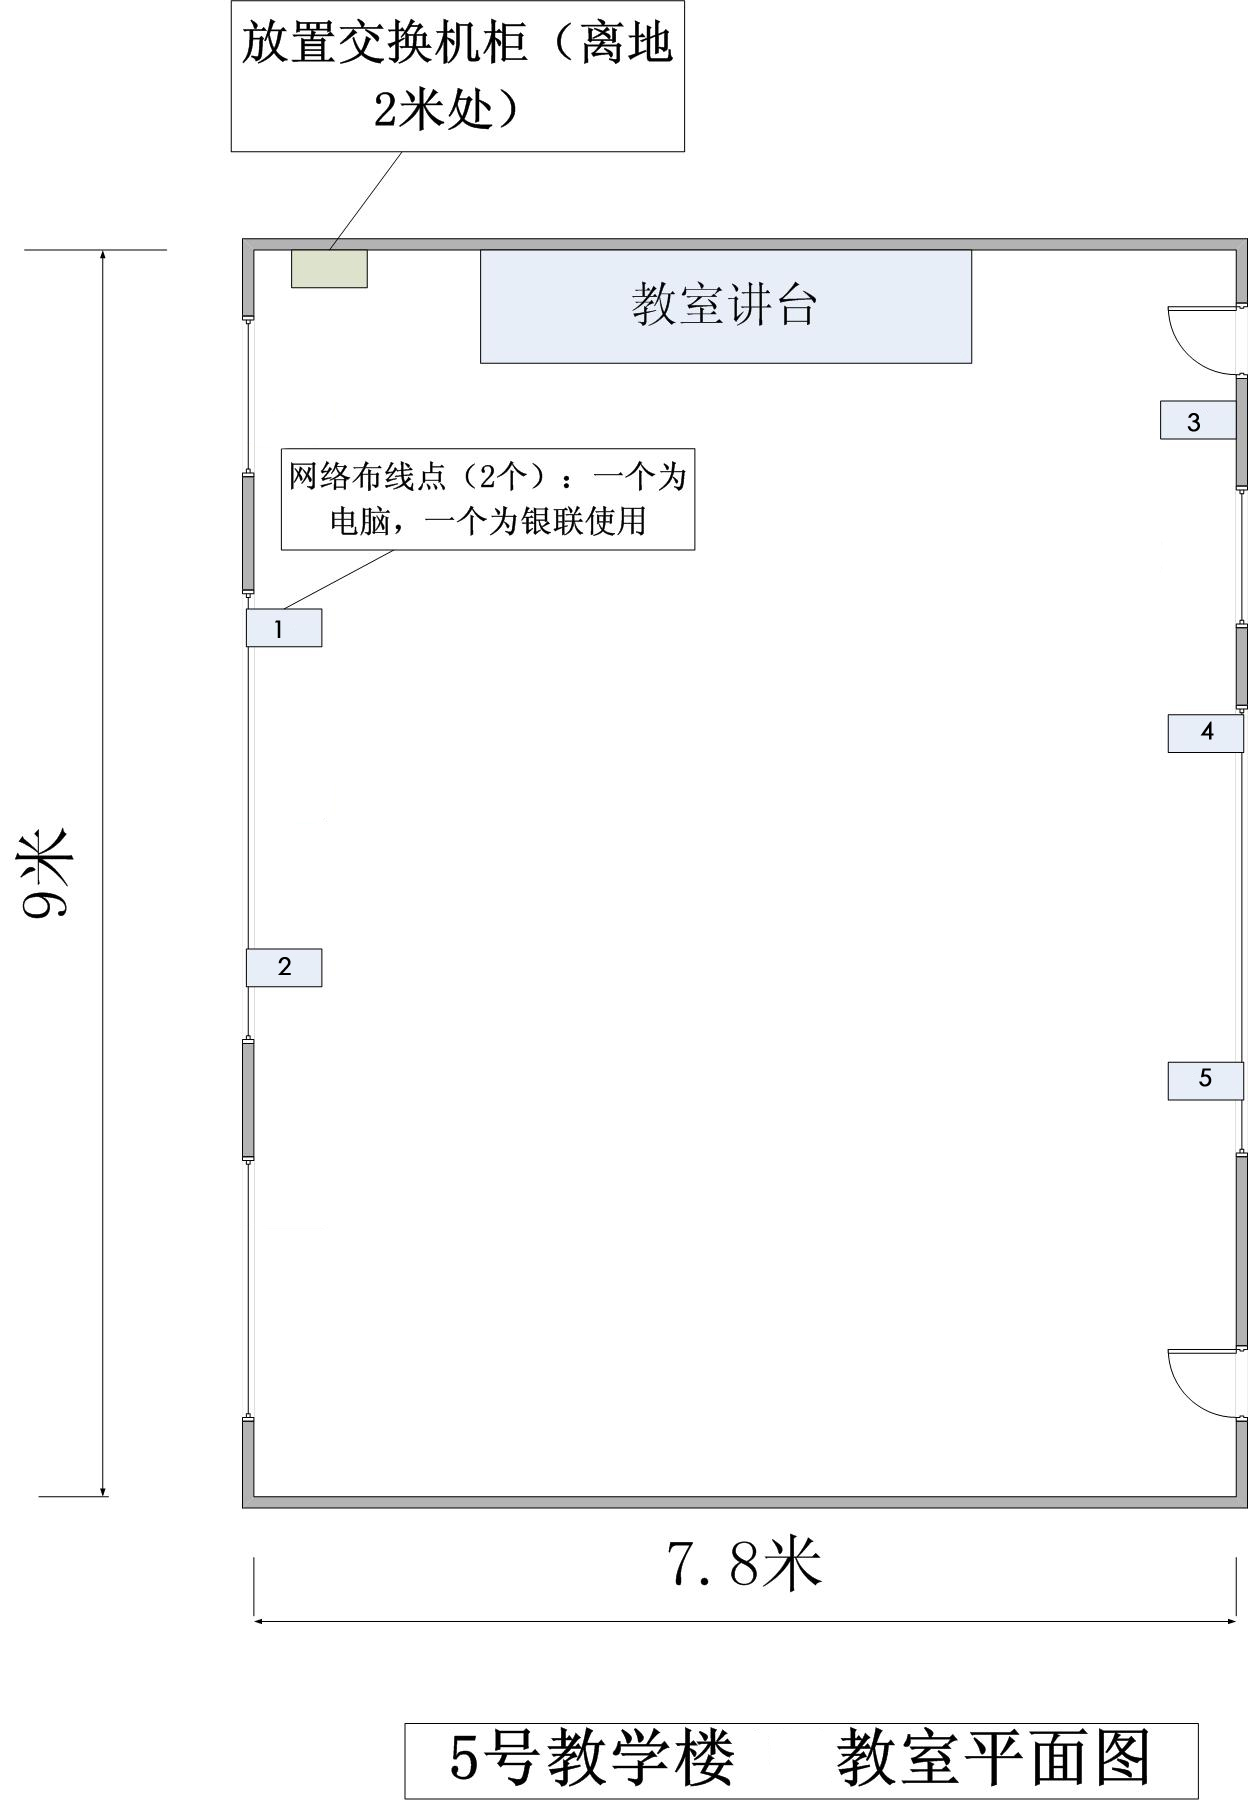 放置交换机柜（离地
2米处）
教室讲台
3
网络布线点（2个）：一个为
电脑，一个为银联使用
1
4
9米
2
5
7.8米
5号教学楼 教室平面图